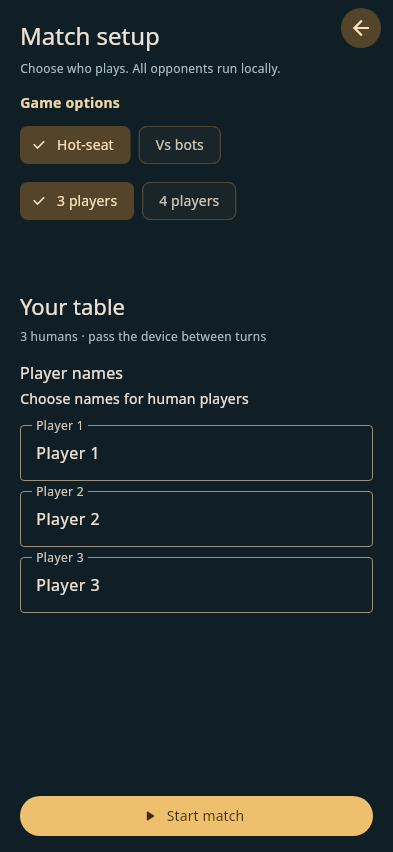 Match setup
Choose who plays. All opponents run locally.
Game options
Hot-seat
Vs bots
3 players
4 players
Your table
3 humans · pass the device between turns
Player names
Choose names for human players
Player 1
Player 1
Player 2
Player 2
Player 3
Player 3
Start match